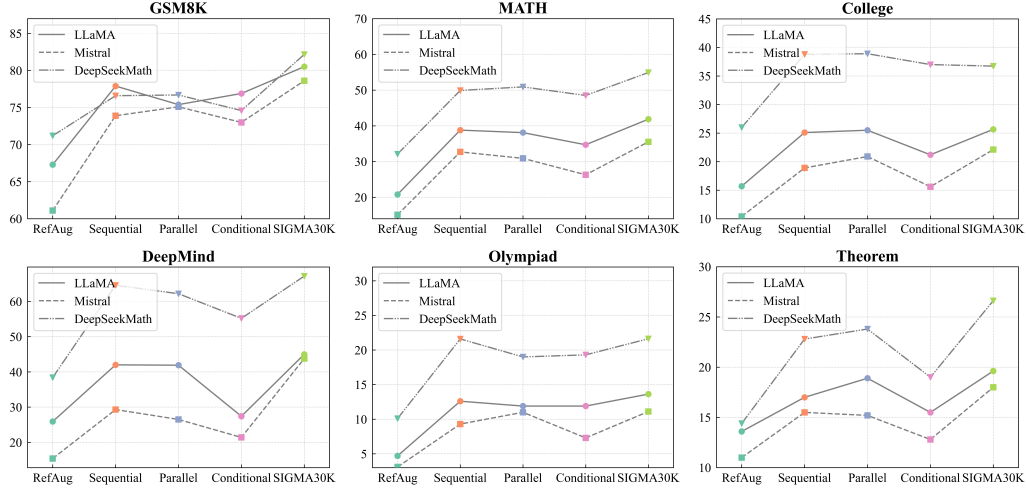 GSM8K
LLaMA
Mistral
DeepSeekMath
85
80
75
70
65
60
RefAug Sequential Parallel Conditional SIGMA30K
MATH
LLaMA
Mistral
DeepSeekMath
70
60
50
40
30
20
RefAug Sequential Parallel Conditional SIGMA30K
College
LLaMA
Mistral
DeepSeekMath
45
40
35
30
25
20
15
10
RefAug Sequential Parallel Conditional SIGMA30K
DeepMind
LLaMA
Mistral
DeepSeekMath
60
50
40
30
20
RefAug Sequential Parallel Conditional SIGMA30K
Olympiad
LLaMA
Mistral
DeepSeekMath
30
25
20
15
10
5
RefAug Sequential Parallel Conditional SIGMA30K
Theorem
LLaMA
Mistral
DeepSeekMath
30
25
20
15
10
RefAug Sequential Parallel Conditional SIGMA30K